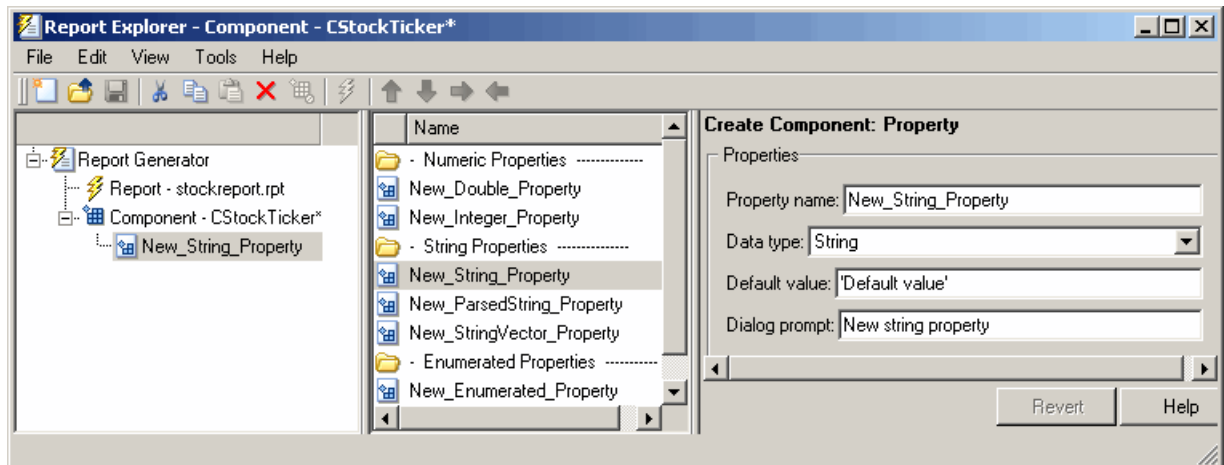 Report Explorer - Component - CStockTicker*
File Edit View Tools Help
Report Generator
Report - stockreport.rpt
Component - CStockTicker*
New_String_Property
Name
- Numeric Properties -------------
New_Double_Property
New_Integer_Property
- String Properties --------------
New_String_Property
New_ParsedString_Property
New_StringVector_Property
- Enumerated Properties ----------
New_Enumerated_Property
Create Component: Property
Properties
Property name: New_String_Property
Data type: String
Default value: 'Default value'
Dialog prompt: New string property
Revert Help